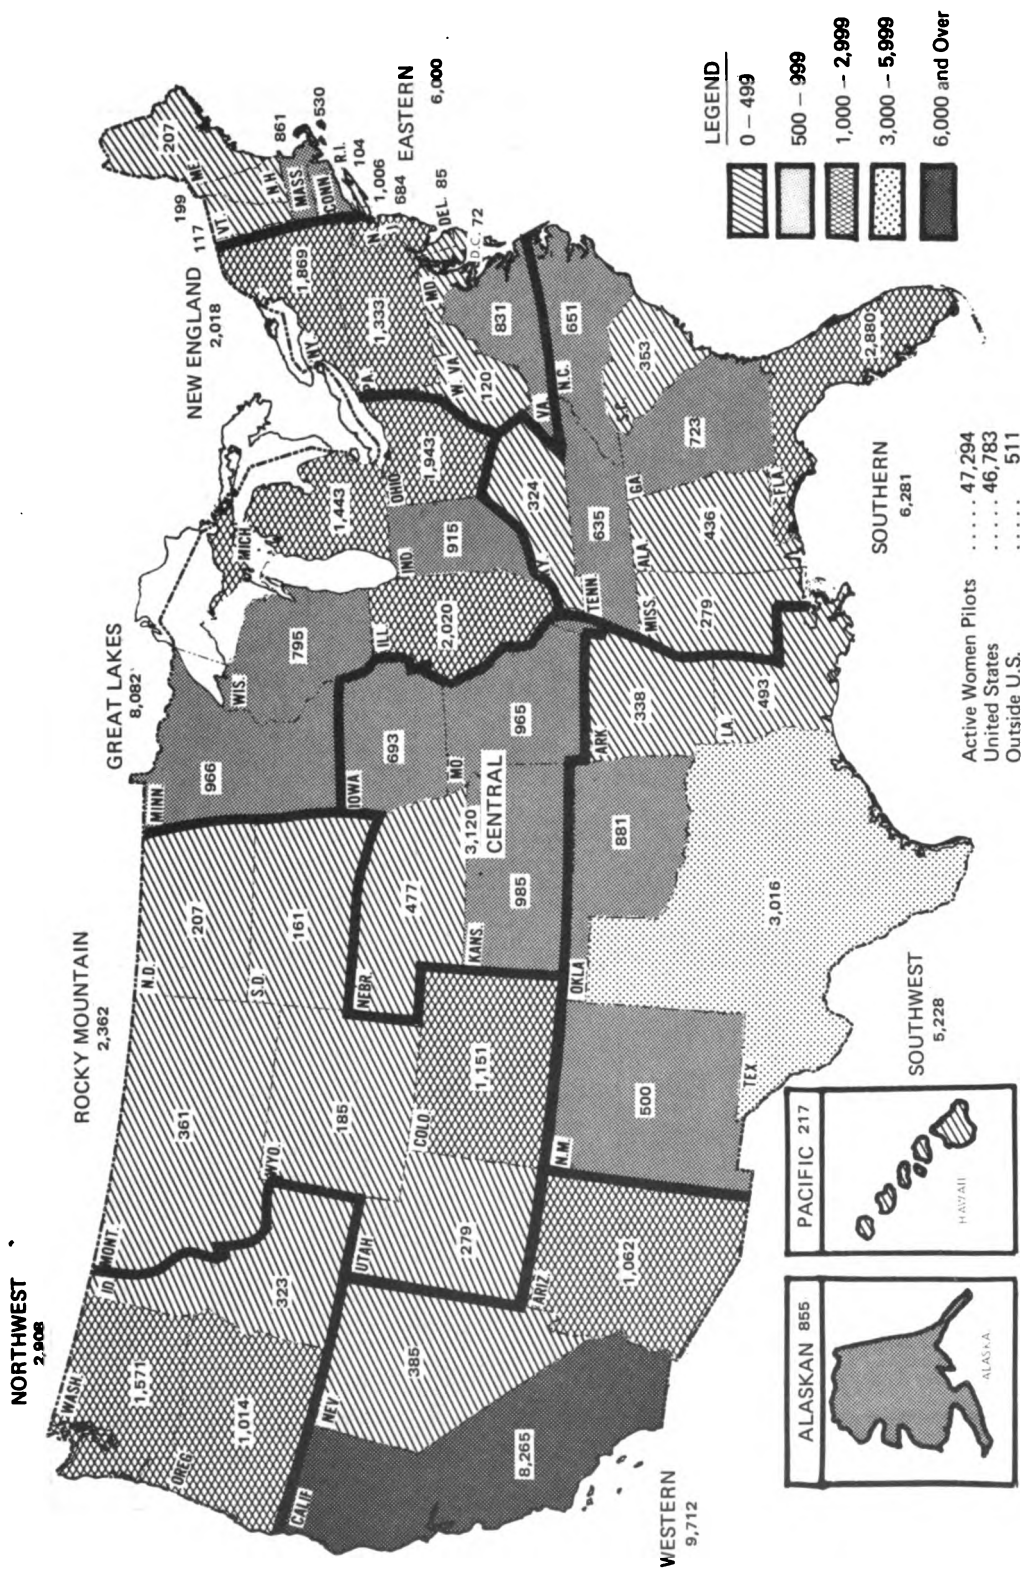 NORTHWEST
2,908
ROCKY MOUNTAIN
2,362
GREAT LAKES
8,082
NEW ENGLAND
2,018
EASTERN
6,000
WESTERN
9,712
SOUTHWEST
5,228
SOUTHERN
6,281
CENTRAL
3,120
WASH.
1,571
OREG.
1,014
ID.
323
MONT.
361
WYO.
185
N.D.
207
S.D.
161
UTAH
279
COLO.
1,151
CALIF.
8,265
NEV.
385
ARIZ.
1,062
N.M.
500
TEX.
3,016
OKLA.
881
ARK.
338
LA.
493
NEBR.
477
KANS.
985
IOWA
693
MO.
965
MINN.
966
WIS.
795
MICH.
1,443
ILL.
2,020
IND.
915
OHIO
1,943
KY.
324
TENN.
635
MISS.
279
ALA.
436
GA.
723
FLA.
2,880
S.C.
353
N.C.
651
VA.
831
W. VA.
120
MD.
D.C. 72
DEL. 85
684
N.J.
1,006
PA.
1,333
N.Y.
1,869
VT.
117
199
N.H.
ME.
207
MASS.
861
CONN.
530
R.I.
104
ALASKAN 855
ALASKA
PACIFIC 217
HAWAII
Active Women Pilots ..... 47,294
United States ..... 46,783
Outside U.S. ..... 511
LEGEND
0 – 499
500 – 999
1,000 – 2,999
3,000 – 5,999
6,000 and Over